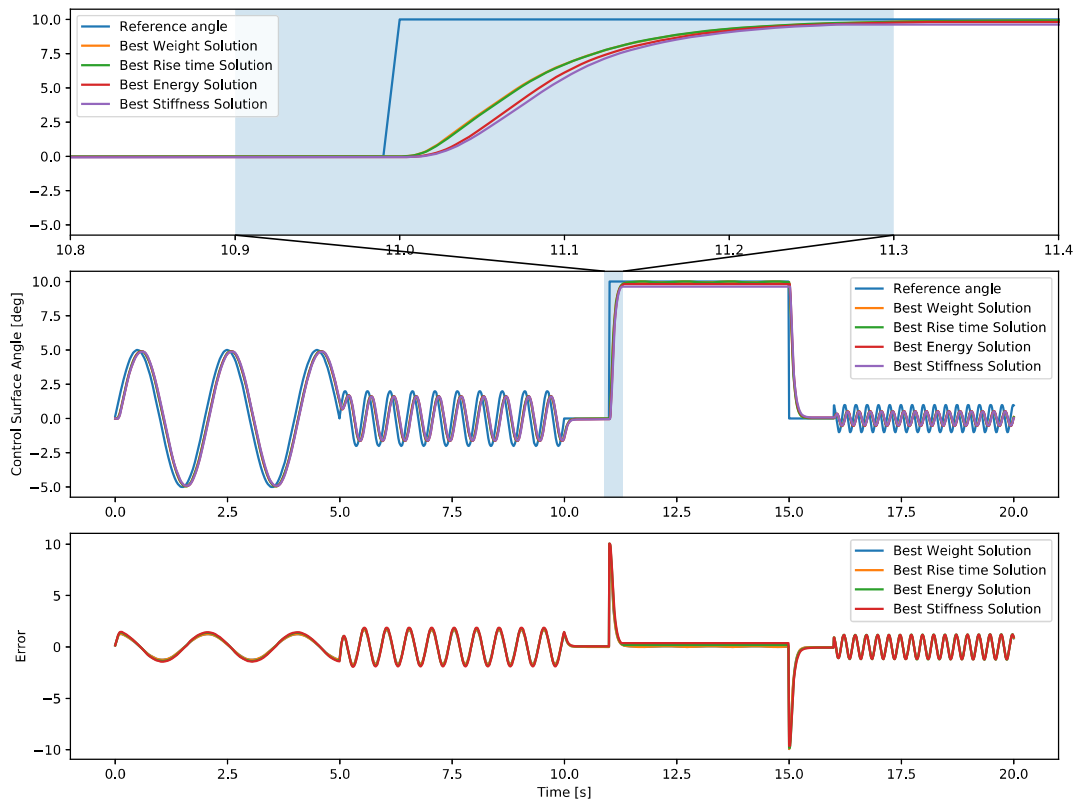 10.0
7.5
5.0
2.5
0.0
−2.5
−5.0
Reference angle
Best Weight Solution
Best Rise time Solution
Best Energy Solution
Best Stiffness Solution
10.8 10.9 11.0 11.1 11.2 11.3 11.4
Control Surface Angle [deg]
10.0
7.5
5.0
2.5
0.0
−2.5
−5.0
Reference angle
Best Weight Solution
Best Rise time Solution
Best Energy Solution
Best Stiffness Solution
0.0 2.5 5.0 7.5 10.0 12.5 15.0 17.5 20.0
Error
10
5
0
−5
−10
Best Weight Solution
Best Rise time Solution
Best Energy Solution
Best Stiffness Solution
0.0 2.5 5.0 7.5 10.0 12.5 15.0 17.5 20.0
Time [s]